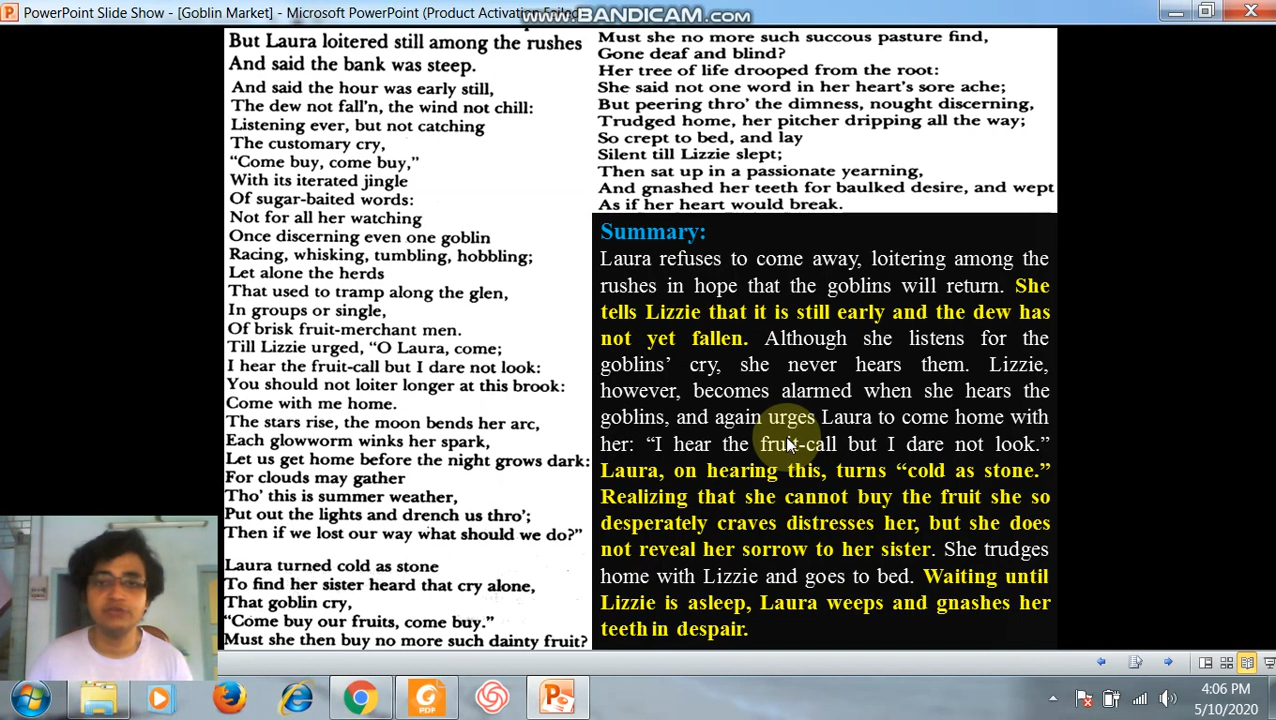 PowerPoint Slide Show - [Goblin Market] - Microsoft PowerPoint (Product Activation Failed
www.BANDICAM.com
But Laura loitered still among the rushes
And said the bank was steep.
And said the hour was early still,
The dew not fall'n, the wind not chill:
Listening ever, but not catching
The customary cry,
“Come buy, come buy,”
With its iterated jingle
Of sugar-baited words:
Not for all her watching
Once discerning even one goblin
Racing, whisking, tumbling, hobbling;
Let alone the herds
That used to tramp along the glen,
In groups or single,
Of brisk fruit-merchant men.
Till Lizzie urged, “O Laura, come;
I hear the fruit-call but I dare not look:
You should not loiter longer at this brook:
Come with me home.
The stars rise, the moon bends her arc,
Each glowworm winks her spark,
Let us get home before the night grows dark:
For clouds may gather
Tho' this is summer weather,
Put out the lights and drench us thro';
Then if we lost our way what should we do?”
Laura turned cold as stone
To find her sister heard that cry alone,
That goblin cry,
“Come buy our fruits, come buy.”
Must she then buy no more such dainty fruit?
Must she no more such succous pasture find,
Gone deaf and blind?
Her tree of life drooped from the root:
She said not one word in her heart's sore ache;
But peering thro' the dimness, nought discerning,
Trudged home, her pitcher dripping all the way;
So crept to bed, and lay
Silent till Lizzie slept;
Then sat up in a passionate yearning,
And gnashed her teeth for baulked desire, and wept
As if her heart would break.
Summary:
Laura refuses to come away, loitering among the
rushes in hope that the goblins will return. She
tells Lizzie that it is still early and the dew has
not yet fallen. Although she listens for the
goblins’ cry, she never hears them. Lizzie,
however, becomes alarmed when she hears the
goblins, and again urges Laura to come home with
her: “I hear the fruit-call but I dare not look.”
Laura, on hearing this, turns “cold as stone.”
Realizing that she cannot buy the fruit she so
desperately craves distresses her, but she does
not reveal her sorrow to her sister. She trudges
home with Lizzie and goes to bed. Waiting until
Lizzie is asleep, Laura weeps and gnashes her
teeth in despair.
PDF
4:06 PM
5/10/2020